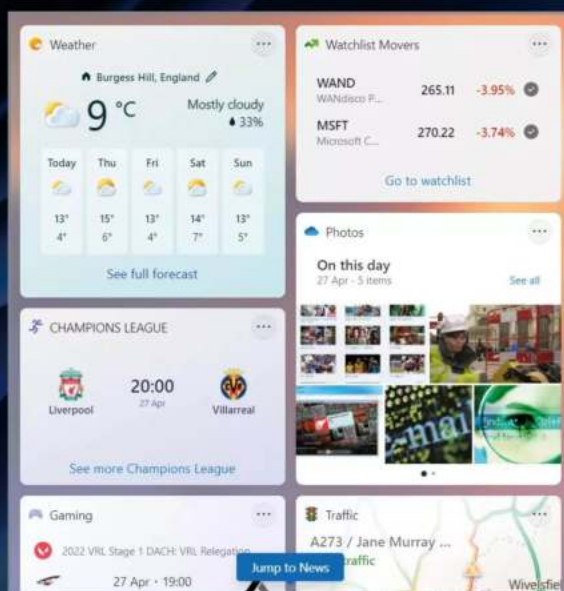 Weather
Burgess Hill, England
9 °C
Mostly cloudy
33%
Today Thu Fri Sat Sun
13° 15° 13° 14° 13°
4° 6° 4° 7° 5°
See full forecast
Watchlist Movers
WAND 265.11 -3.95%
WANdisco P...
MSFT 270.22 -3.74%
Microsoft C...
Go to watchlist
Photos
On this day
27 Apr - 5 items
See all
e-mai
CHAMPIONS LEAGUE
20:00
27 Apr
Liverpool
Villarreal
See more Champions League
Gaming
2022 VRL Stage 1 DACH: VRL Relegation
27 Apr • 19:00
Traffic
A273 / Jane Murray ...
traffic
Wivelsfie
Jump to News